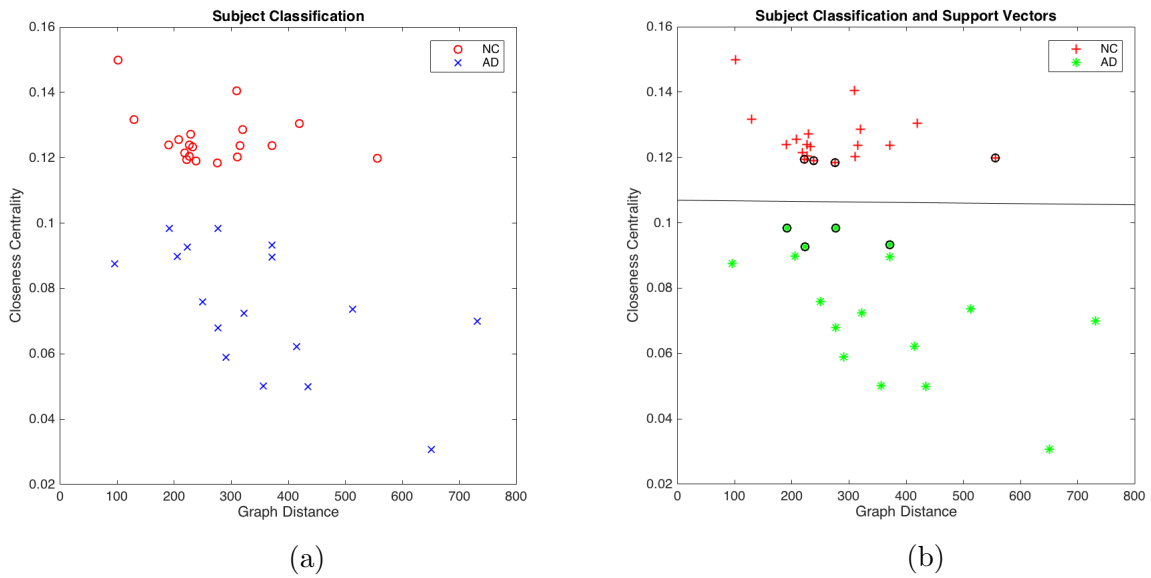 Subject Classification
0.16
0.14
0.12
0.1
0.08
0.06
0.04
0.02
Closeness Centrality
0 100 200 300 400 500 600 700 800
Graph Distance
NC
AD
(a)
Subject Classification and Support Vectors
0.16
0.14
0.12
0.1
0.08
0.06
0.04
0.02
Closeness Centrality
0 100 200 300 400 500 600 700 800
Graph Distance
NC
AD
(b)